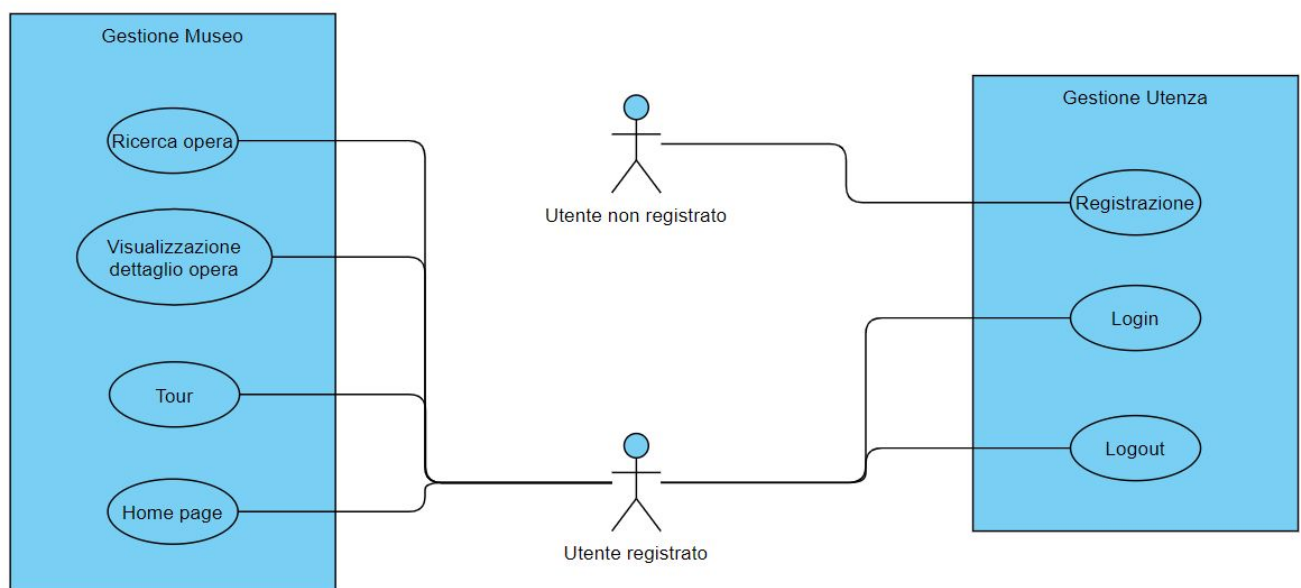 Gestione Museo
Ricerca opera
Visualizzazione
dettaglio opera
Tour
Home page
Utente non registrato
Utente registrato
Gestione Utenza
Registrazione
Login
Logout